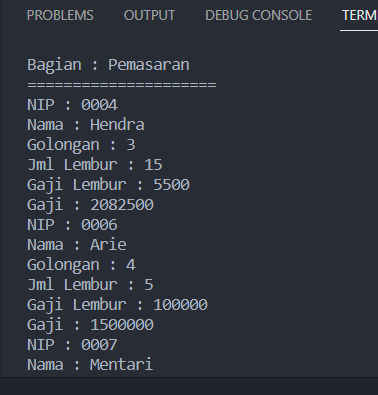 PROBLEMS OUTPUT DEBUG CONSOLE TERM
Bagian : Pemasaran
=====================
NIP : 0004
Nama : Hendra
Golongan : 3
Jml Lembur : 15
Gaji Lembur : 5500
Gaji : 2082500
NIP : 0006
Nama : Arie
Golongan : 4
Jml Lembur : 5
Gaji Lembur : 100000
Gaji : 1500000
NIP : 0007
Nama : Mentari